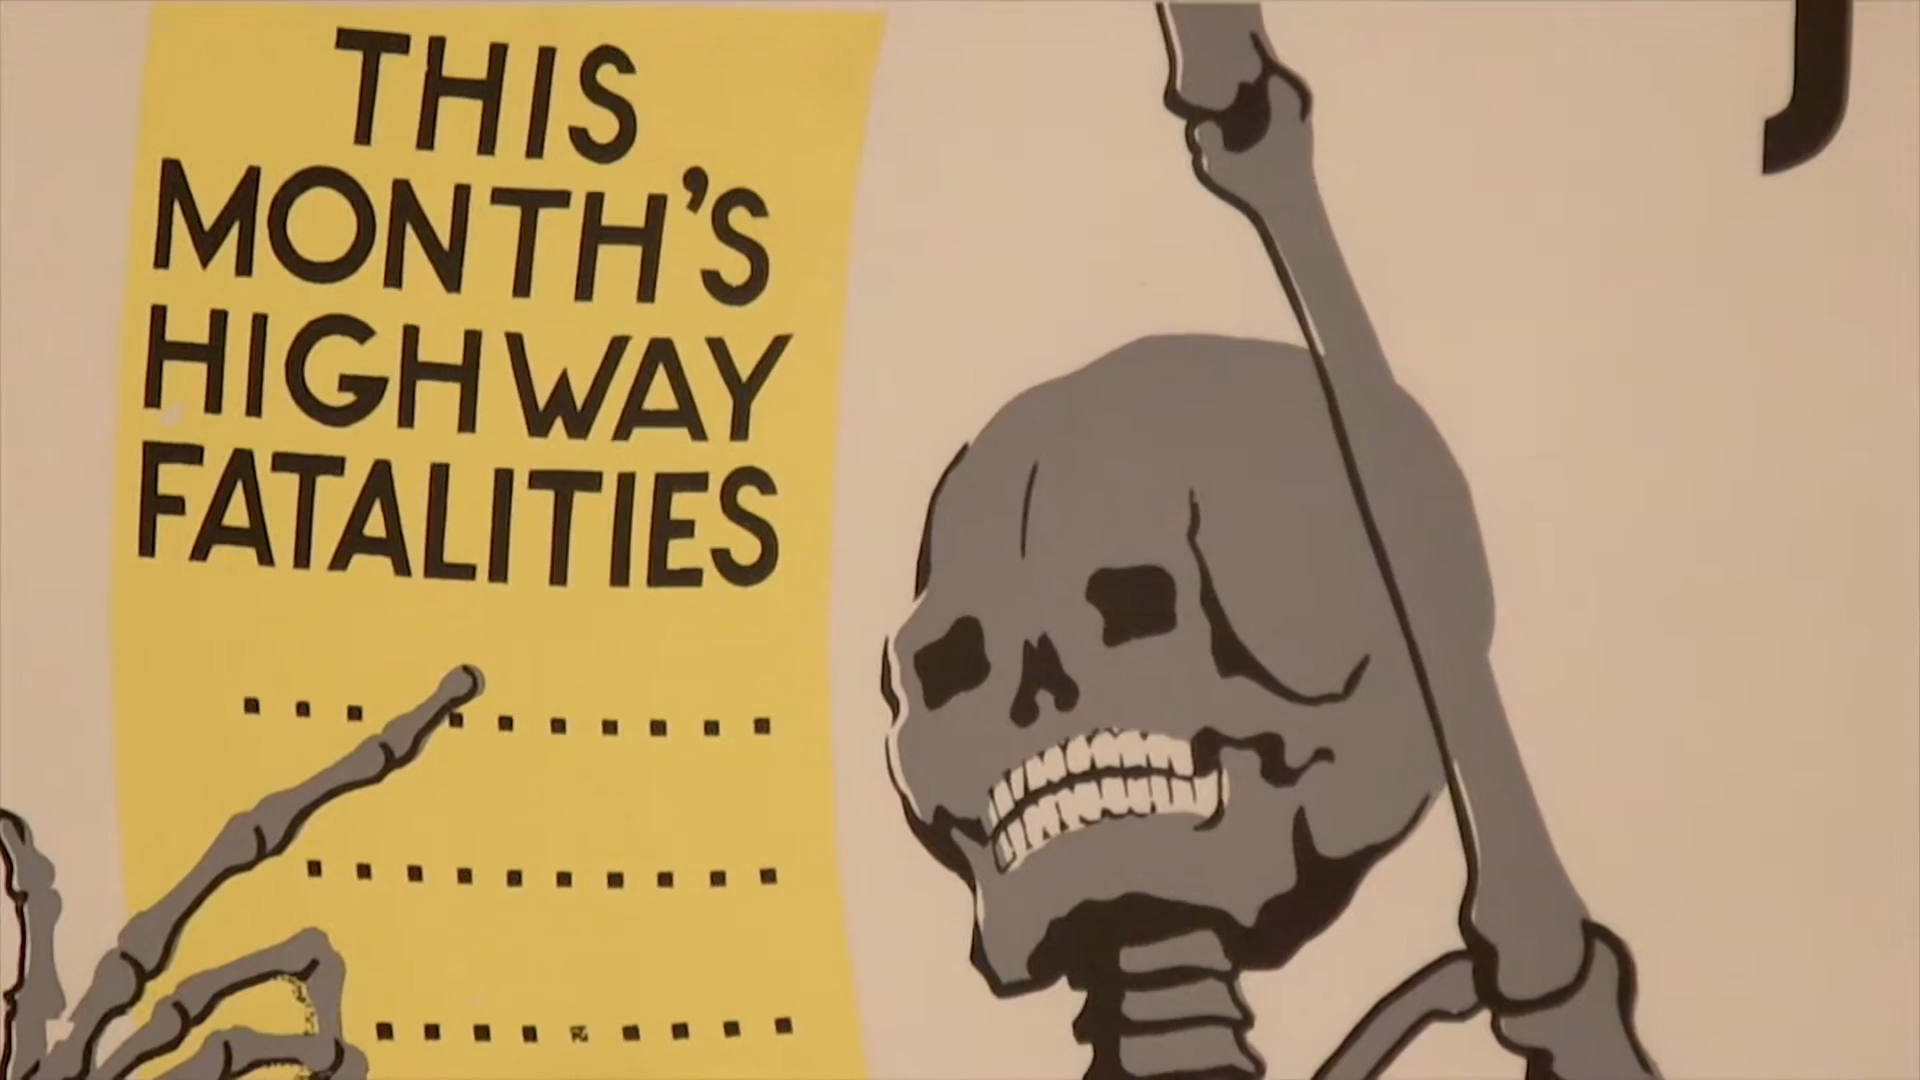 THIS
MONTH'S
HIGHWAY
FATALITIES
..........
..........
.........
J